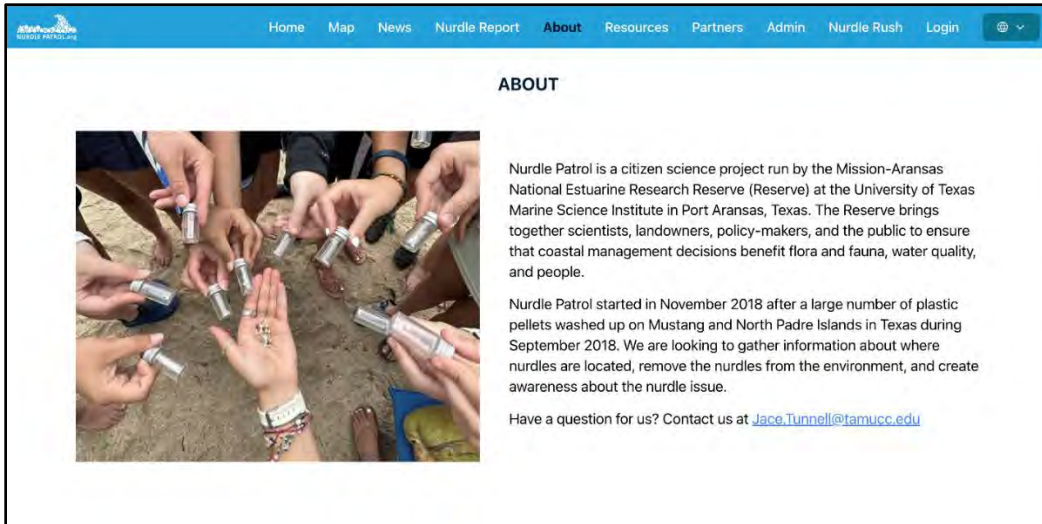 NURDLE PATROL.org
Home Map News Nurdle Report About Resources Partners Admin Nurdle Rush Login
ABOUT
Nurdle Patrol is a citizen science project run by the Mission-Aransas
National Estuarine Research Reserve (Reserve) at the University of Texas
Marine Science Institute in Port Aransas, Texas. The Reserve brings
together scientists, landowners, policy-makers, and the public to ensure
that coastal management decisions benefit flora and fauna, water quality,
and people.
Nurdle Patrol started in November 2018 after a large number of plastic
pellets washed up on Mustang and North Padre Islands in Texas during
September 2018. We are looking to gather information about where
nurdles are located, remove the nurdles from the environment, and create
awareness about the nurdle issue.
Have a question for us? Contact us at Jace.Tunnell@tamucc.edu